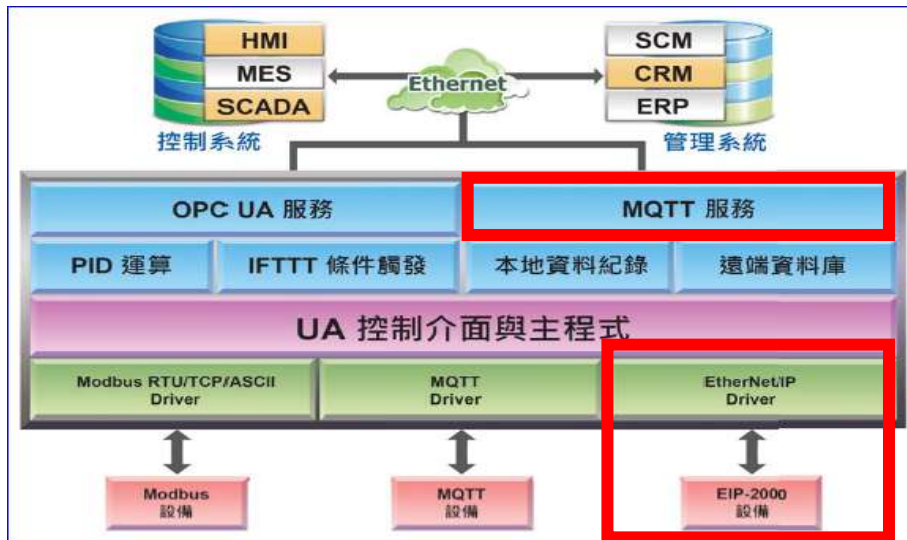 HMI
MES
SCADA
控制系統
Ethernet
SCM
CRM
ERP
管理系統
OPC UA 服務
MQTT 服務
PID 運算
IFTTT 條件觸發
本地資料紀錄
遠端資料庫
UA 控制介面與主程式
Modbus RTU/TCP/ASCII
Driver
MQTT
Driver
EtherNet/IP
Driver
Modbus
設備
MQTT
設備
EIP-2000
設備